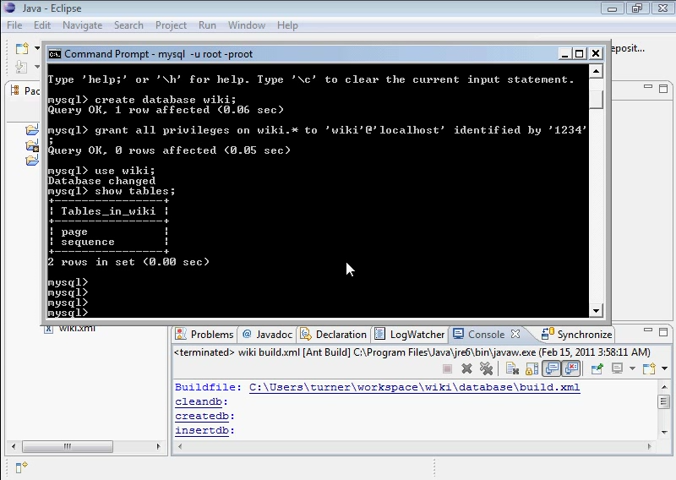 Java - Eclipse
File Edit Navigate Search Project Run Window Help
Command Prompt - mysql -u root -proot
Type 'help;' or '\h' for help. Type '\c' to clear the current input statement.
mysql> create database wiki;
Query OK, 1 row affected (0.06 sec)
mysql> grant all privileges on wiki.* to 'wiki'@'localhost' identified by '1234'
;
Query OK, 0 rows affected (0.05 sec)
mysql> use wiki;
Database changed
mysql> show tables;
+----------------+
| Tables_in_wiki |
+----------------+
| page           |
| sequence       |
+----------------+
2 rows in set (0.00 sec)
mysql>
mysql>
mysql>
mysql>
Pac
eposit...
wiki.xml
Problems Javadoc Declaration LogWatcher Console Synchronize
<terminated> wiki build.xml [Ant Build] C:\Program Files\Java\jre6\bin\javaw.exe (Feb 15, 2011 3:58:11 AM)
Buildfile: C:\Users\turner\workspace\wiki\database\build.xml
cleandb:
createdb:
insertdb: